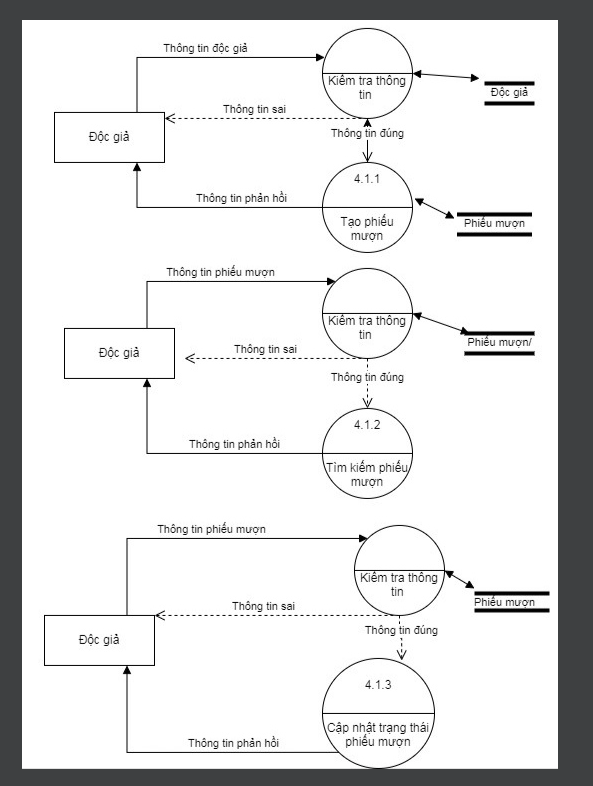 Thông tin độc giả
Kiểm tra thông
tin
Độc giả
Thông tin sai
Độc giả
Thông tin đúng
4.1.1
Thông tin phản hồi
Tạo phiếu
mượn
Phiếu mượn
Thông tin phiếu mượn
Kiểm tra thông
tin
Phiếu mượn/
Thông tin sai
Độc giả
Thông tin đúng
4.1.2
Thông tin phản hồi
Tìm kiếm phiếu
mượn
Thông tin phiếu mượn
Kiểm tra thông
tin
Phiếu mượn
Thông tin sai
Độc giả
Thông tin đúng
4.1.3
Cập nhật trạng thái
phiếu mượn
Thông tin phản hồi